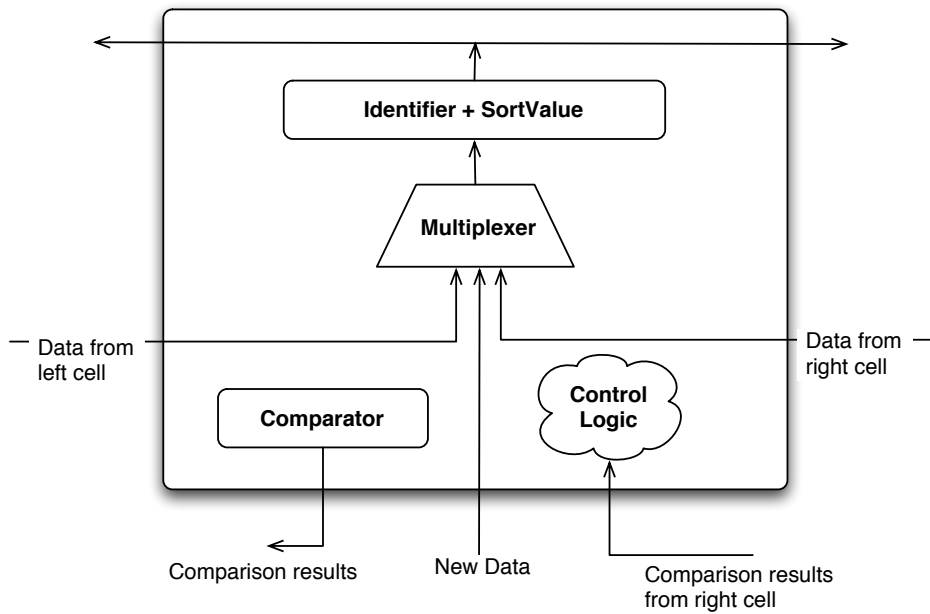 Identifier + SortValue
Multiplexer
Data from
left cell
Data from
right cell
Comparator
Control
Logic
Comparison results
New Data
Comparison results
from right cell